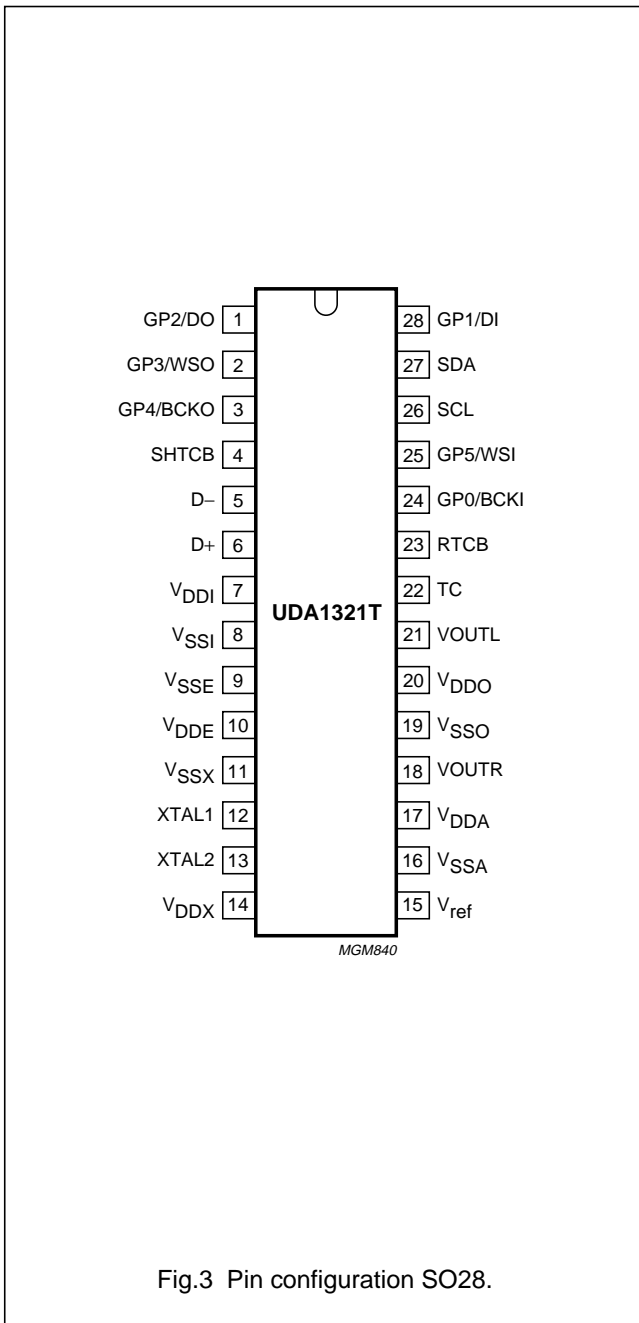 GP2/DO 1 28 GP1/DI
GP3/WSO 2 27 SDA
GP4/BCKO 3 26 SCL
SHTCB 4 25 GP5/WSI
D− 5 24 GP0/BCKI
D+ 6 23 RTCB
VDDI 7 22 TC
UDA1321T
VSSI 8 21 VOUTL
VSSE 9 20 VDDO
VDDE 10 19 VSSO
VSSX 11 18 VOUTR
XTAL1 12 17 VDDA
XTAL2 13 16 VSSA
VDDX 14 15 Vref
MGM840
Fig.3 Pin configuration SO28.